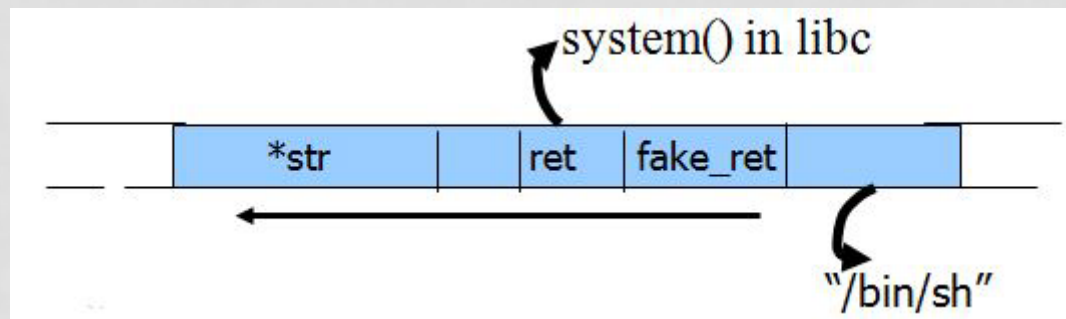 system() in libc
*str ret fake_ret
“/bin/sh”